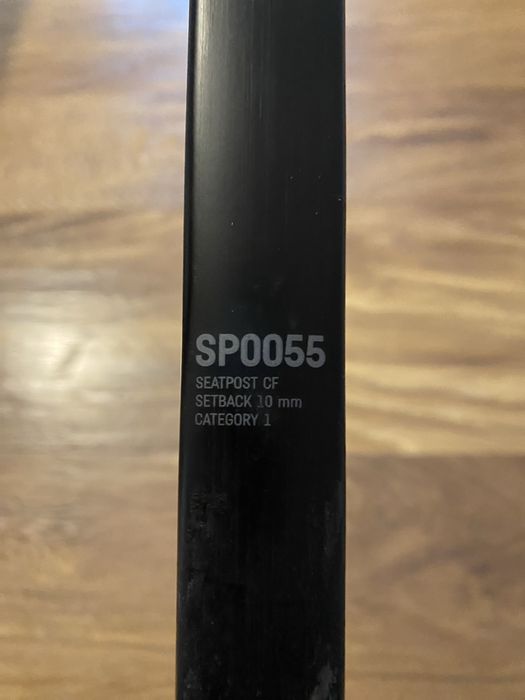 SP0055
SEATPOST CF
SETBACK 10 mm
CATEGORY 1